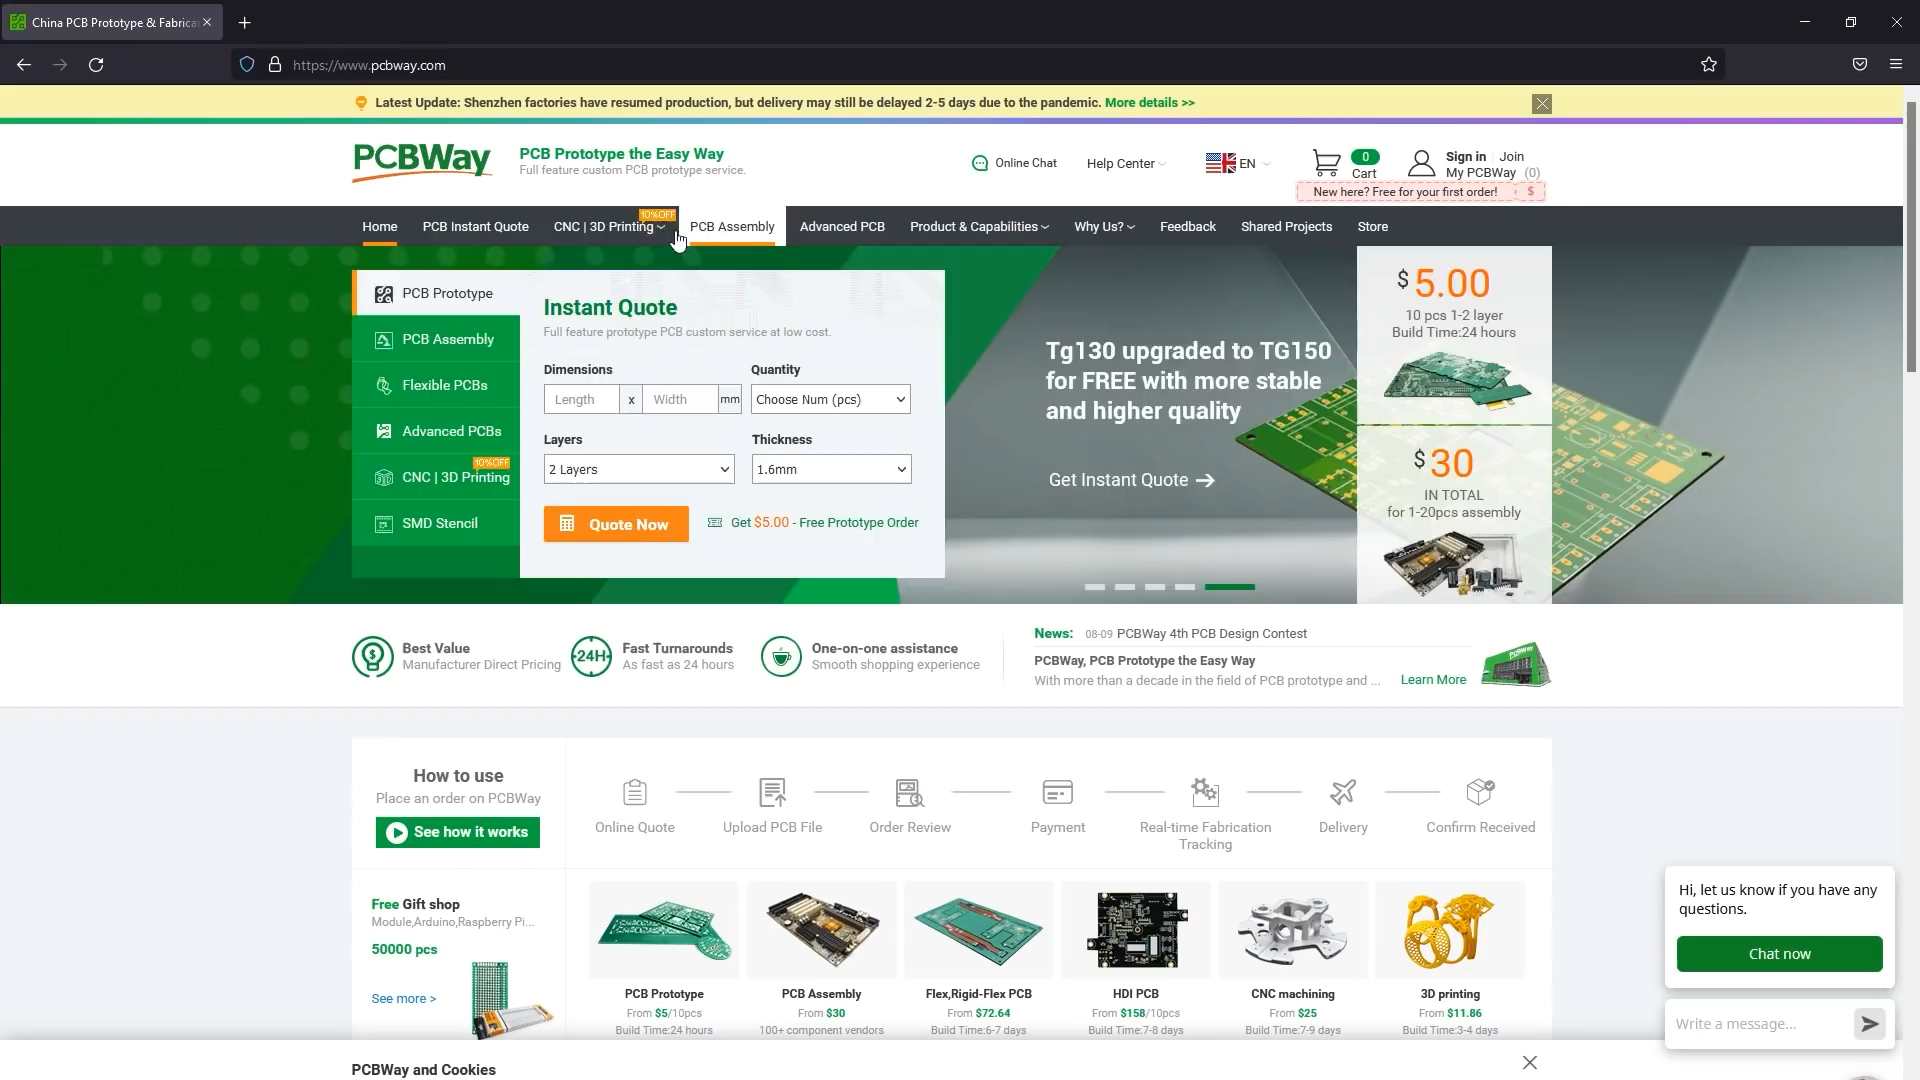 China PCB Prototype & Fabrica
https://www.pcbway.com
Latest Update: Shenzhen factories have resumed production, but delivery may still be delayed 2-5 days due to the pandemic. More details >>
PCBWay
PCB Prototype the Easy Way
Full feature custom PCB prototype service.
Online Chat
Help Center
EN
0
Cart
Sign in
Join
My PCBWay (0)
New here? Free for your first order! $
Home
PCB Instant Quote
CNC | 3D Printing
10%OFF
PCB Assembly
Advanced PCB
Product & Capabilities
Why Us?
Feedback
Shared Projects
Store
PCB Prototype
PCB Assembly
Flexible PCBs
Advanced PCBs
10%OFF
CNC | 3D Printing
SMD Stencil
Instant Quote
Full feature prototype PCB custom service at low cost.
Dimensions
Quantity
Length x Width mm
Choose Num (pcs)
Layers
Thickness
2 Layers
1.6mm
Quote Now
Get $5.00 - Free Prototype Order
Tg130 upgraded to TG150
for FREE with more stable
and higher quality
Get Instant Quote
$ 5.00
10 pcs 1-2 layer
Build Time:24 hours
$ 30
IN TOTAL
for 1-20pcs assembly
Best Value
Manufacturer Direct Pricing
24H
Fast Turnarounds
As fast as 24 hours
One-on-one assistance
Smooth shopping experience
News: 08-09 PCBWay 4th PCB Design Contest
PCBWay, PCB Prototype the Easy Way
With more than a decade in the field of PCB prototype and ... Learn More
PCBWay
How to use
Place an order on PCBWay
See how it works
Online Quote
Upload PCB File
Order Review
Payment
Real-time Fabrication
Tracking
Delivery
Confirm Received
Free Gift shop
Module,Arduino,Raspberry Pi...
50000 pcs
See more >
PCB Prototype
From $5/10pcs
Build Time:24 hours
PCB Assembly
From $30
100+ component vendors
Flex,Rigid-Flex PCB
From $72.64
Build Time:6-7 days
HDI PCB
From $158/10pcs
Build Time:7-8 days
CNC machining
From $25
Build Time:7-9 days
3D printing
From $11.86
Build Time:3-4 days
Hi, let us know if you have any
questions.
Chat now
Write a message...
PCBWay and Cookies